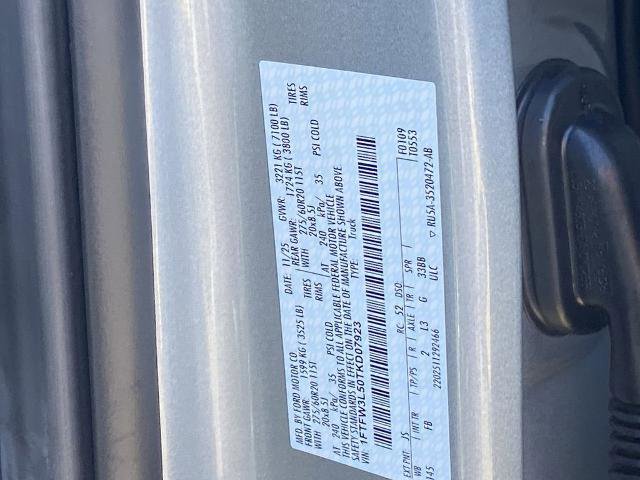 MFD. BY FORD MOTOR CO.
DATE: 11/25 GVWR: 3221 KG ( 7100 LB)
FRONT GAWR: 1599 KG ( 3525 LB) REAR GAWR: 1724 KG ( 3800 LB)
WITH 275/60R20 115T TIRES WITH 275/60R20 115T TIRES
20x8.5J RIMS 20x8.5J RIMS
AT 240 kPa/ 35 PSI COLD AT 240 kPa/ 35 PSI COLD
THIS VEHICLE CONFORMS TO ALL APPLICABLE FEDERAL MOTOR VEHICLE
SAFETY STANDARDS IN EFFECT ON THE DATE OF MANUFACTURE SHOWN ABOVE
VIN: 1FTFW3L50TKD07923 TYPE: Truck
F0109
T0553
EXT PNT JS RC 52 DSO
WB INT TR TP/PS R AXLE TR SPR
145 FB 2 L3 G 33BB
2202511292466 ULC
▽ RU5A-3520472-AB